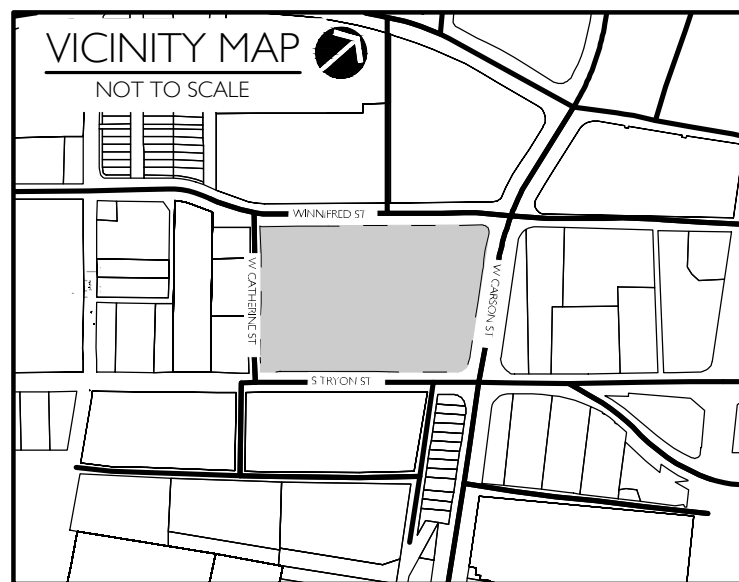 VICINITY MAP
NOT TO SCALE
WINNIFRED ST
W CATHERINE ST
W CARSON ST
S TRYON ST